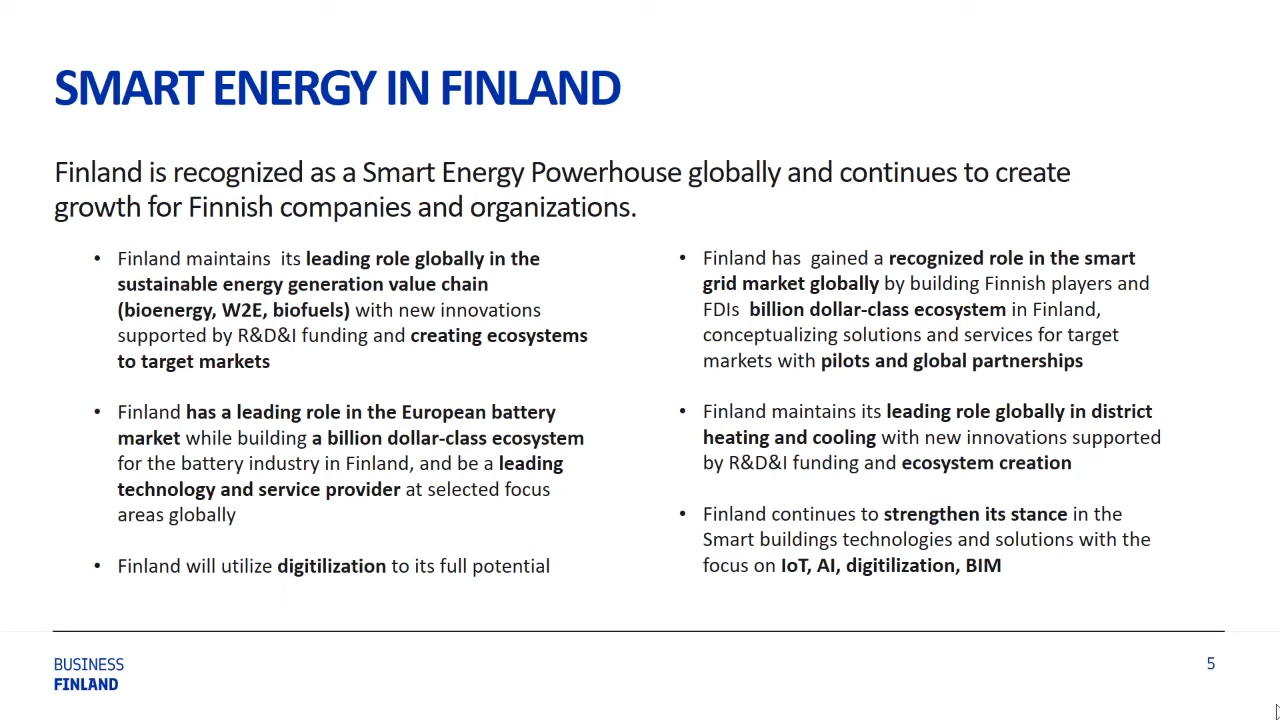 SMART ENERGY IN FINLAND
Finland is recognized as a Smart Energy Powerhouse globally and continues to create
growth for Finnish companies and organizations.
• Finland maintains  its leading role globally in the
sustainable energy generation value chain
(bioenergy, W2E, biofuels) with new innovations
supported by R&D&I funding and creating ecosystems
to target markets
• Finland has a leading role in the European battery
market while building a billion dollar-class ecosystem
for the battery industry in Finland, and be a leading
technology and service provider at selected focus
areas globally
• Finland will utilize digitilization to its full potential
• Finland has  gained a recognized role in the smart
grid market globally by building Finnish players and
FDIs  billion dollar-class ecosystem in Finland,
conceptualizing solutions and services for target
markets with pilots and global partnerships
• Finland maintains its leading role globally in district
heating and cooling with new innovations supported
by R&D&I funding and ecosystem creation
• Finland continues to strengthen its stance in the
Smart buildings technologies and solutions with the
focus on IoT, AI, digitilization, BIM
BUSINESS
FINLAND
5